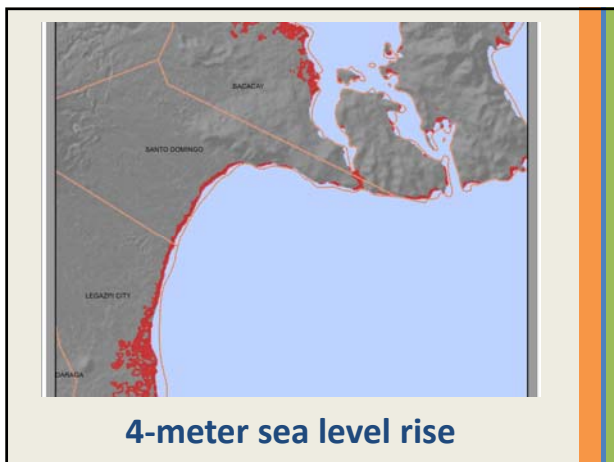 BACACAY
SANTO DOMINGO
LEGAZPI CITY
DARAGA
4-meter sea level rise